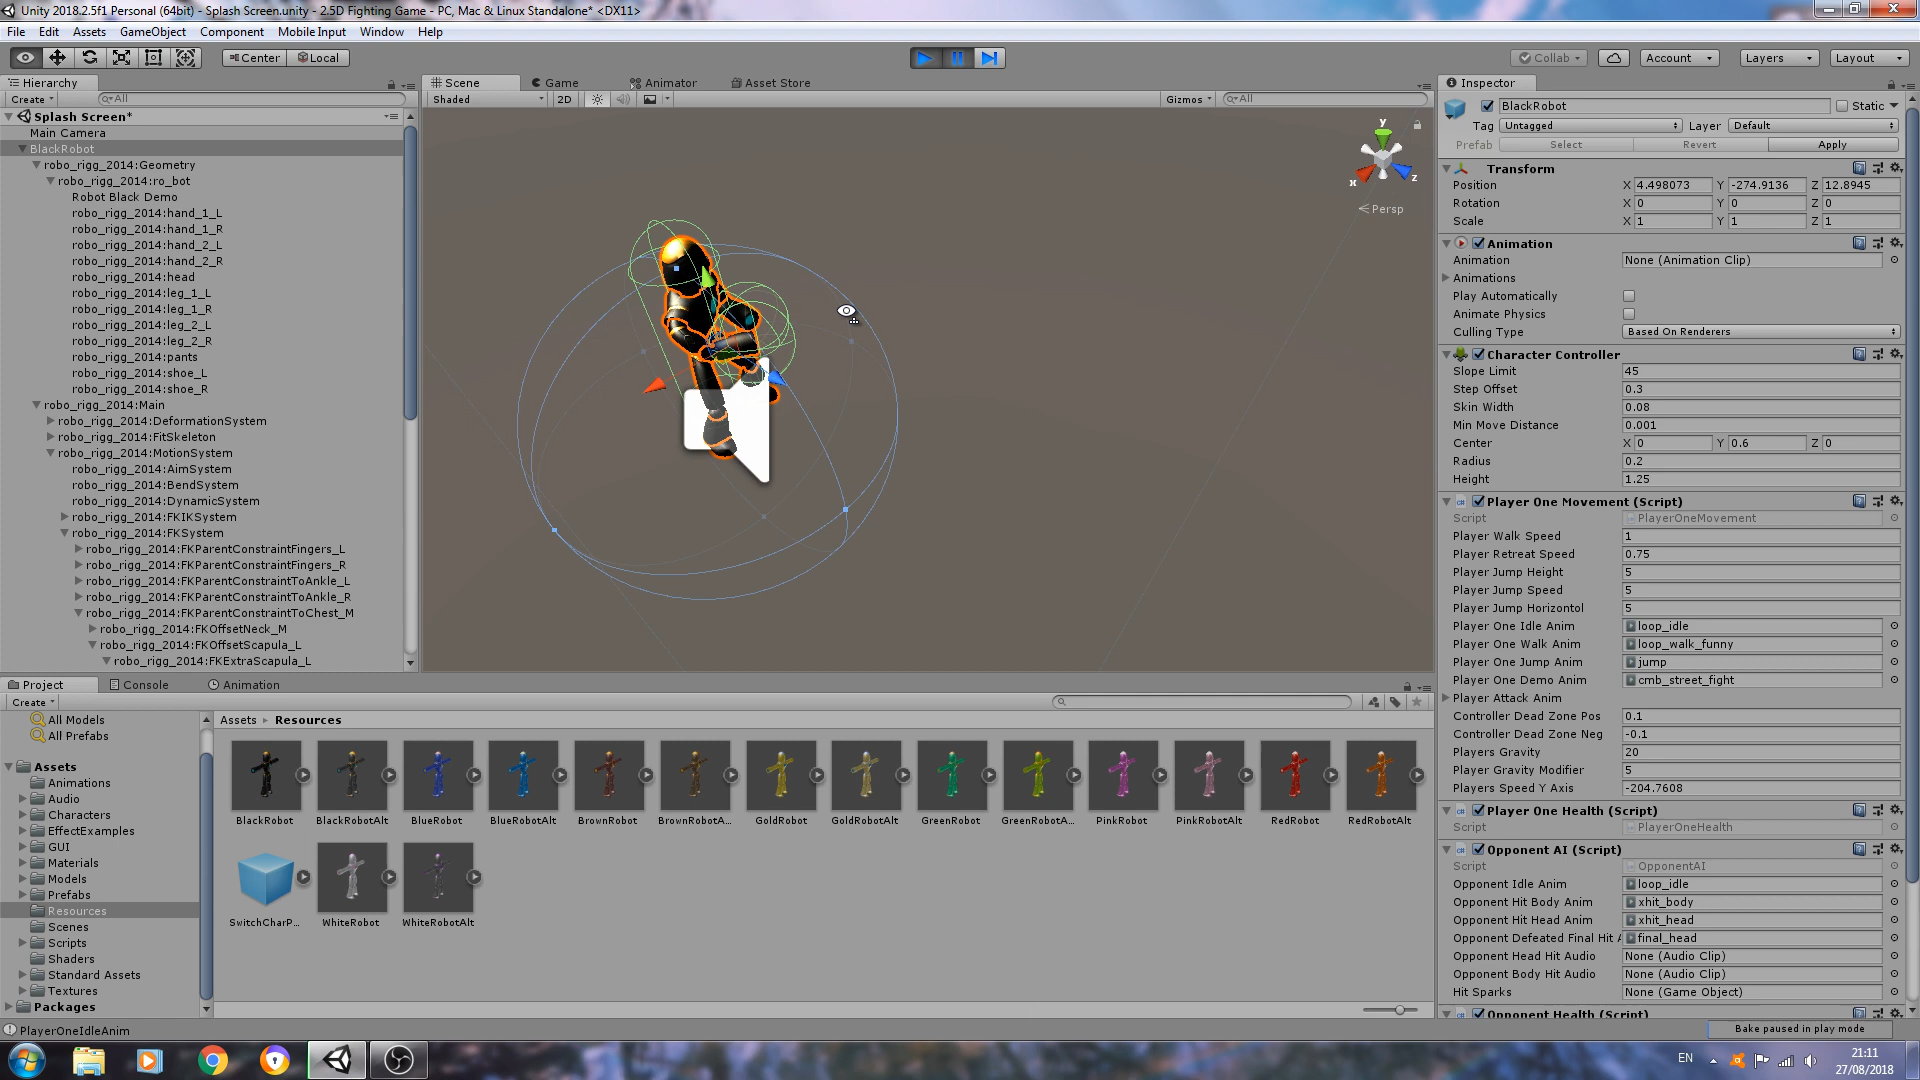 Unity 2018.2.5f1 Personal (64bit) - Splash Screen.unity - 2.5D Fighting Game - PC, Mac & Linux Standalone* <DX11>
File Edit Assets GameObject Component Mobile Input Window Help
Center Local Collab Account Layers Layout
Hierarchy
Create All
Splash Screen*
Main Camera
BlackRobot
robo_rigg_2014:Geometry
robo_rigg_2014:ro_bot
Robot Black Demo
robo_rigg_2014:hand_1_L
robo_rigg_2014:hand_1_R
robo_rigg_2014:hand_2_L
robo_rigg_2014:hand_2_R
robo_rigg_2014:head
robo_rigg_2014:leg_1_L
robo_rigg_2014:leg_1_R
robo_rigg_2014:leg_2_L
robo_rigg_2014:leg_2_R
robo_rigg_2014:pants
robo_rigg_2014:shoe_L
robo_rigg_2014:shoe_R
robo_rigg_2014:Main
robo_rigg_2014:DeformationSystem
robo_rigg_2014:FitSkeleton
robo_rigg_2014:MotionSystem
robo_rigg_2014:AimSystem
robo_rigg_2014:BendSystem
robo_rigg_2014:DynamicSystem
robo_rigg_2014:FKIKSystem
robo_rigg_2014:FKSystem
robo_rigg_2014:FKParentConstraintFingers_L
robo_rigg_2014:FKParentConstraintFingers_R
robo_rigg_2014:FKParentConstraintToAnkle_L
robo_rigg_2014:FKParentConstraintToAnkle_R
robo_rigg_2014:FKParentConstraintToChest_M
robo_rigg_2014:FKOffsetNeck_M
robo_rigg_2014:FKOffsetScapula_L
robo_rigg_2014:FKExtraScapula_L
Scene Game Animator Asset Store
Shaded 2D Gizmos All
y
x z
Persp
Inspector
BlackRobot Static
Tag Untagged Layer Default
Prefab Select Revert Apply
Transform
Position X 4.498073 Y -274.9136 Z 12.8945
Rotation X 0 Y 0 Z 0
Scale X 1 Y 1 Z 1
Animation
Animation None (Animation Clip)
Animations
Play Automatically
Animate Physics
Culling Type Based On Renderers
Character Controller
Slope Limit 45
Step Offset 0.3
Skin Width 0.08
Min Move Distance 0.001
Center X 0 Y 0.6 Z 0
Radius 0.2
Height 1.25
Player One Movement (Script)
Script PlayerOneMovement
Player Walk Speed 1
Player Retreat Speed 0.75
Player Jump Height 5
Player Jump Speed 5
Player Jump Horizontol 5
Player One Idle Anim loop_idle
Player One Walk Anim loop_walk_funny
Player One Jump Anim jump
Player One Demo Anim cmb_street_fight
Player Attack Anim
Controller Dead Zone Pos 0.1
Controller Dead Zone Neg -0.1
Players Gravity 20
Player Gravity Modifier 5
Players Speed Y Axis -204.7608
Player One Health (Script)
Script PlayerOneHealth
Opponent AI (Script)
Script OpponentAI
Opponent Idle Anim loop_idle
Opponent Hit Body Anim xhit_body
Opponent Hit Head Anim xhit_head
Opponent Defeated Final Hit A final_head
Opponent Head Hit Audio None (Audio Clip)
Opponent Body Hit Audio None (Audio Clip)
Hit Sparks None (Game Object)
Opponent Health (Script)
Bake paused in play mode
Project Console Animation
Create
All Models
All Prefabs
Assets
Animations
Audio
Characters
EffectExamples
GUI
Materials
Models
Prefabs
Resources
Scenes
Scripts
Shaders
Standard Assets
Textures
Packages
Assets Resources
BlackRobot BlackRobotAlt BlueRobot BlueRobotAlt BrownRobot BrownRobotA... GoldRobot GoldRobotAlt GreenRobot GreenRobotA... PinkRobot PinkRobotAlt RedRobot RedRobotAlt
SwitchCharP... WhiteRobot WhiteRobotAlt
PlayerOneIdleAnim
EN 21:11
27/08/2018